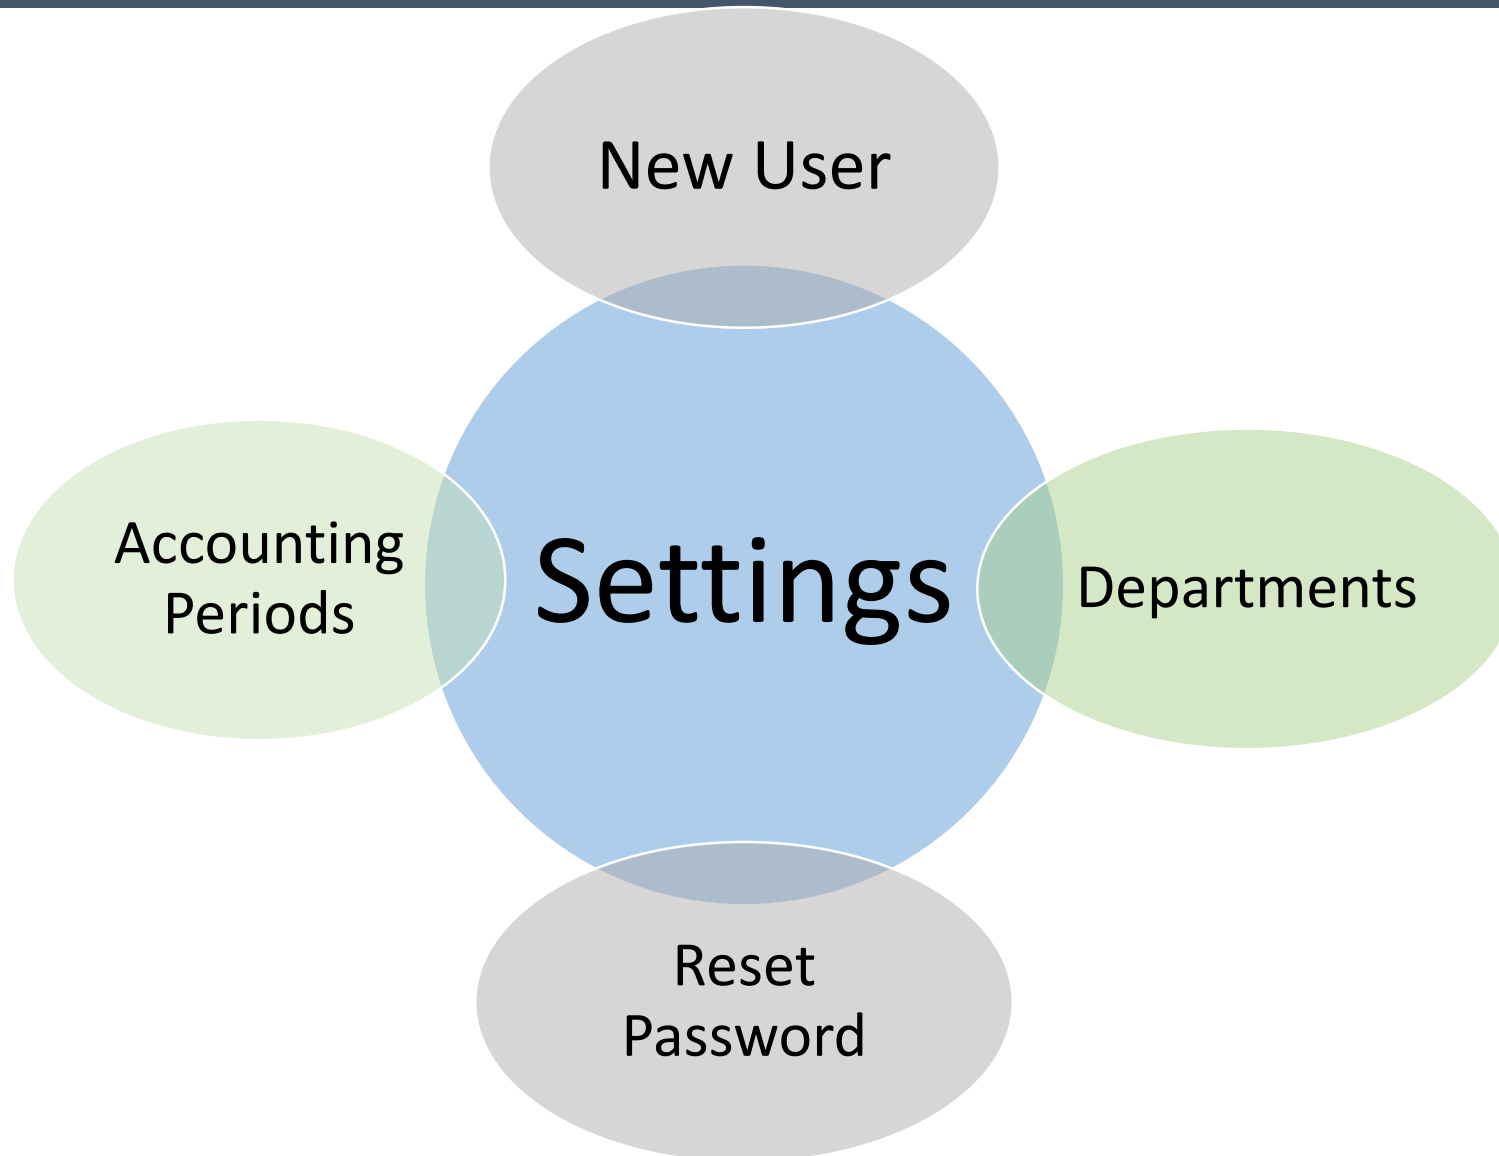 New User
Accounting
Periods
Settings
Departments
Reset
Password